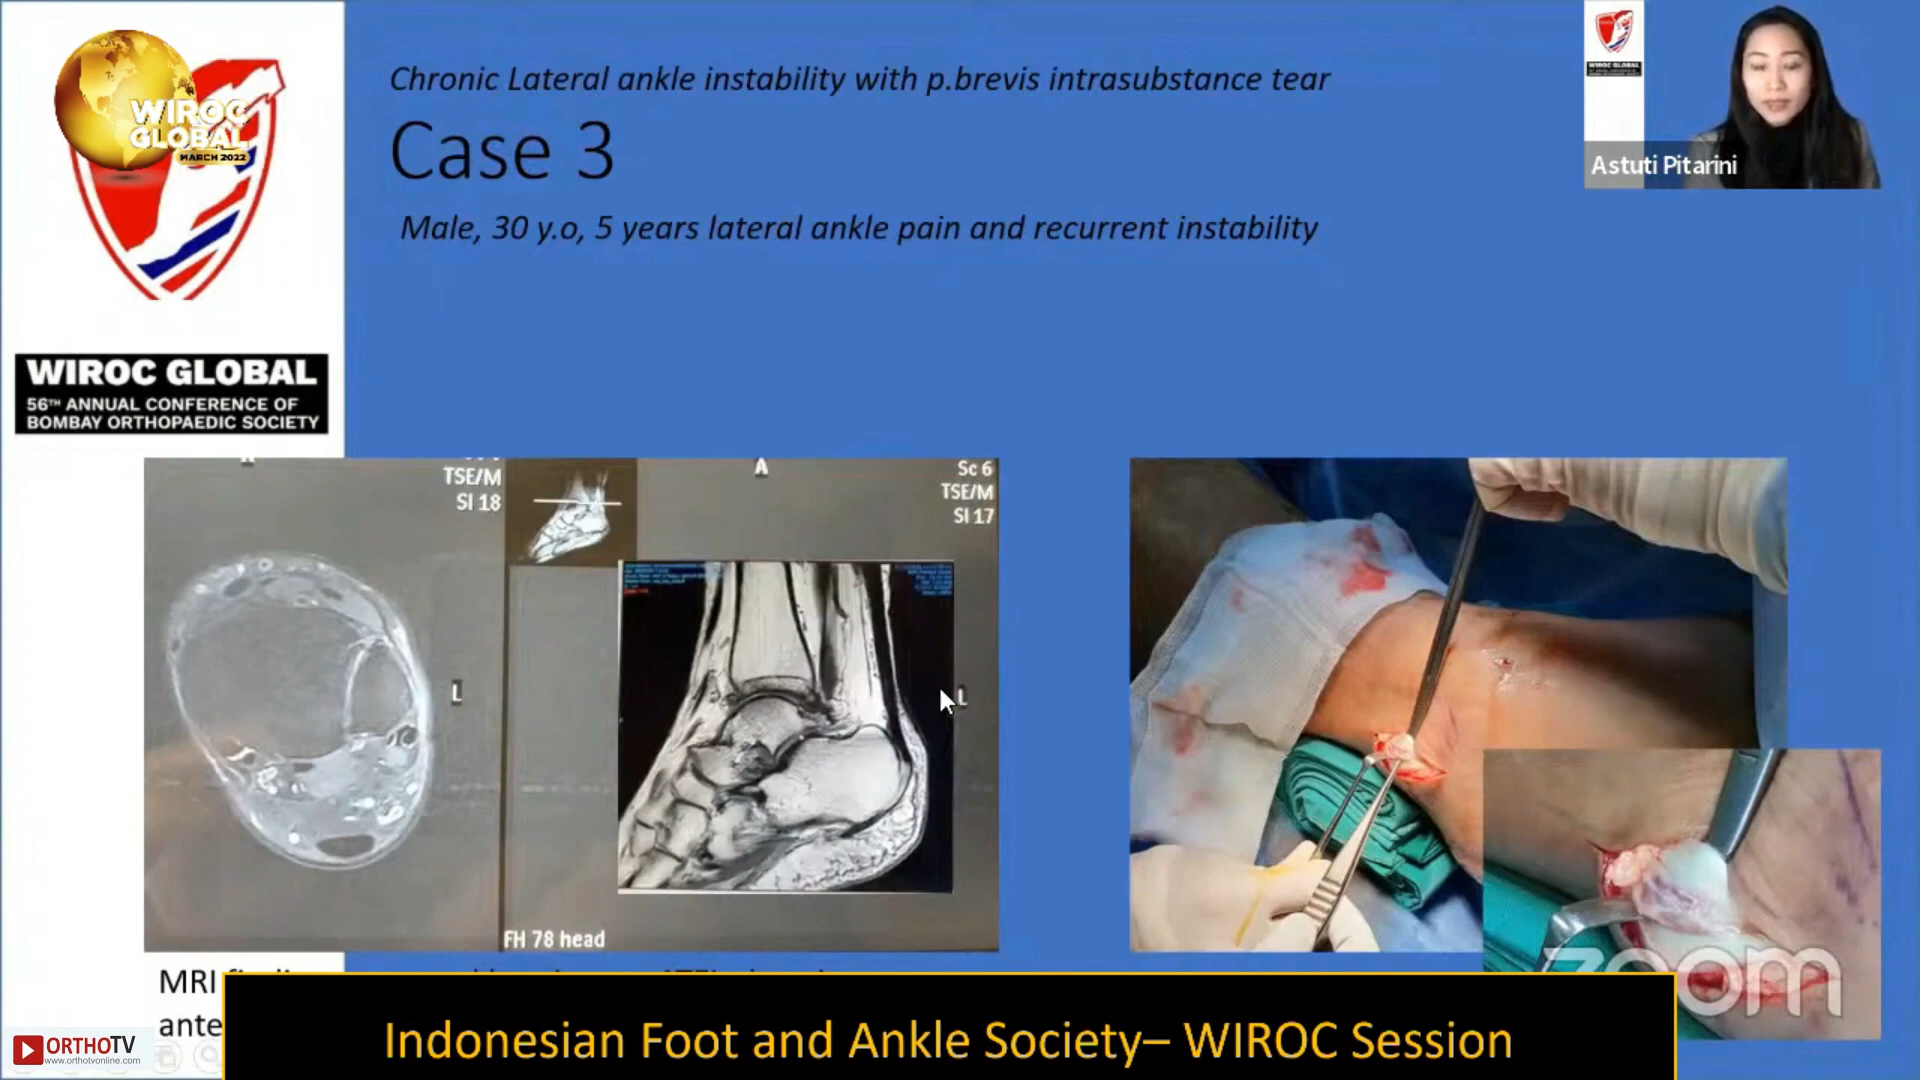 WIROC
GLOBAL
MARCH 2022
WIROC GLOBAL
56TH ANNUAL CONFERENCE OF
BOMBAY ORTHOPAEDIC SOCIETY
Chronic Lateral ankle instability with p.brevis intrasubstance tear
Case 3
Male, 30 y.o, 5 years lateral ankle pain and recurrent instability
WIROC GLOBAL
Astuti Pitarini
TSE/M
SI 18
L
A
Sc 6
TSE/M
SI 17
L
FH 78 head
MRI
ante
zoom
Indonesian Foot and Ankle Society– WIROC Session
ORTHOTV
www.orthotvonline.com